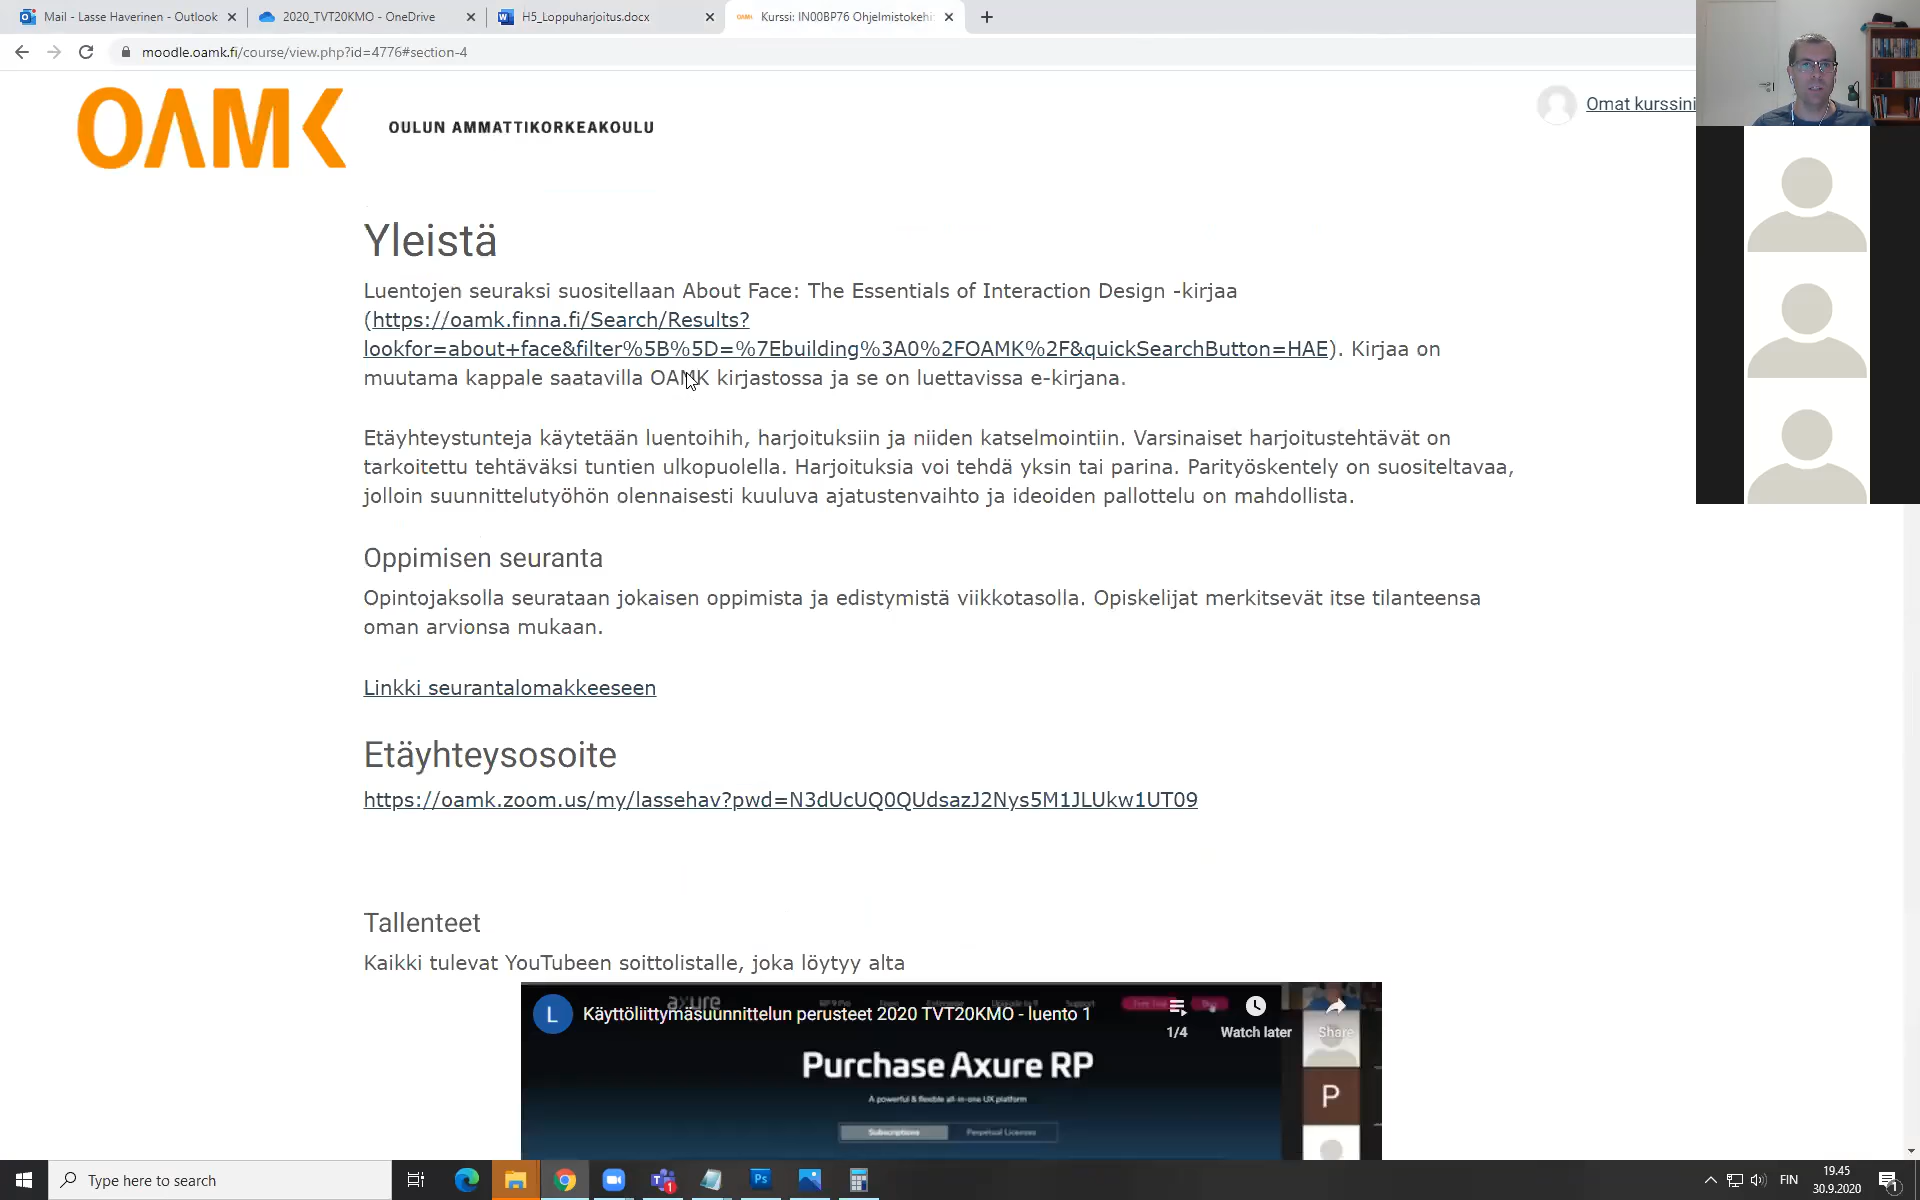 Mail - Lasse Haverinen - Outlook
2020_TVT20KMO - OneDrive
H5_Loppuharjoitus.docx
Kurssi: IN00BP76 Ohjelmistokehi
moodle.oamk.fi/course/view.php?id=4776#section-4
OAMK
OULUN AMMATTIKORKEAKOULU
Omat kurssini
Yleistä
Luentojen seuraksi suositellaan About Face: The Essentials of Interaction Design -kirjaa
(https://oamk.finna.fi/Search/Results?
lookfor=about+face&filter%5B%5D=%7Ebuilding%3A0%2FOAMK%2F&quickSearchButton=HAE). Kirjaa on
muutama kappale saatavilla OAMK kirjastossa ja se on luettavissa e-kirjana.
Etäyhteystunteja käytetään luentoihih, harjoituksiin ja niiden katselmointiin. Varsinaiset harjoitustehtävät on
tarkoitettu tehtäväksi tuntien ulkopuolella. Harjoituksia voi tehdä yksin tai parina. Parityöskentely on suositeltavaa,
jolloin suunnittelutyöhön olennaisesti kuuluva ajatustenvaihto ja ideoiden pallottelu on mahdollista.
Oppimisen seuranta
Opintojaksolla seurataan jokaisen oppimista ja edistymistä viikkotasolla. Opiskelijat merkitsevät itse tilanteensa
oman arvionsa mukaan.
Linkki seurantalomakkeeseen
Etäyhteysosoite
https://oamk.zoom.us/my/lassehav?pwd=N3dUcUQ0QUdsazJ2Nys5M1JLUkw1UT09
Tallenteet
Kaikki tulevat YouTubeen soittolistalle, joka löytyy alta
axure
L
Käyttöliittymäsuunnittelun perusteet 2020 TVT20KMO - luento 1
1/4
Watch later
Share
Purchase Axure RP
A powerful & flexible all-in-one UX platform
Subscriptions
Perpetual Licenses
P
Type here to search
Ps
1
FIN
19.45
30.9.2020
1